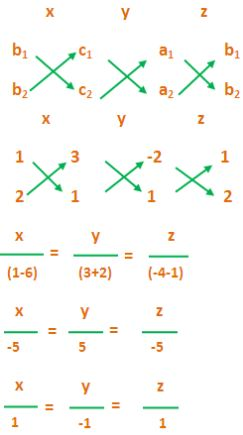 x y z
b₁ c₁ a₁ b₁
b₂ c₂ a₂ b₂
x y z
1 3 -2 1
2 1 1 2
x/(1-6) = y/(3+2) = z/(-4-1)
x/-5 = y/5 = z/-5
x/1 = y/-1 = z/1